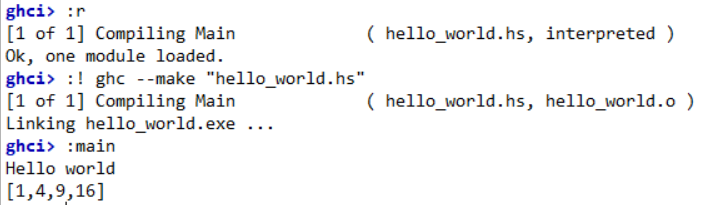 ghci> :r
[1 of 1] Compiling Main             ( hello_world.hs, interpreted )
Ok, one module loaded.
ghci> :! ghc --make "hello_world.hs"
[1 of 1] Compiling Main             ( hello_world.hs, hello_world.o )
Linking hello_world.exe ...
ghci> :main
Hello world
[1,4,9,16]